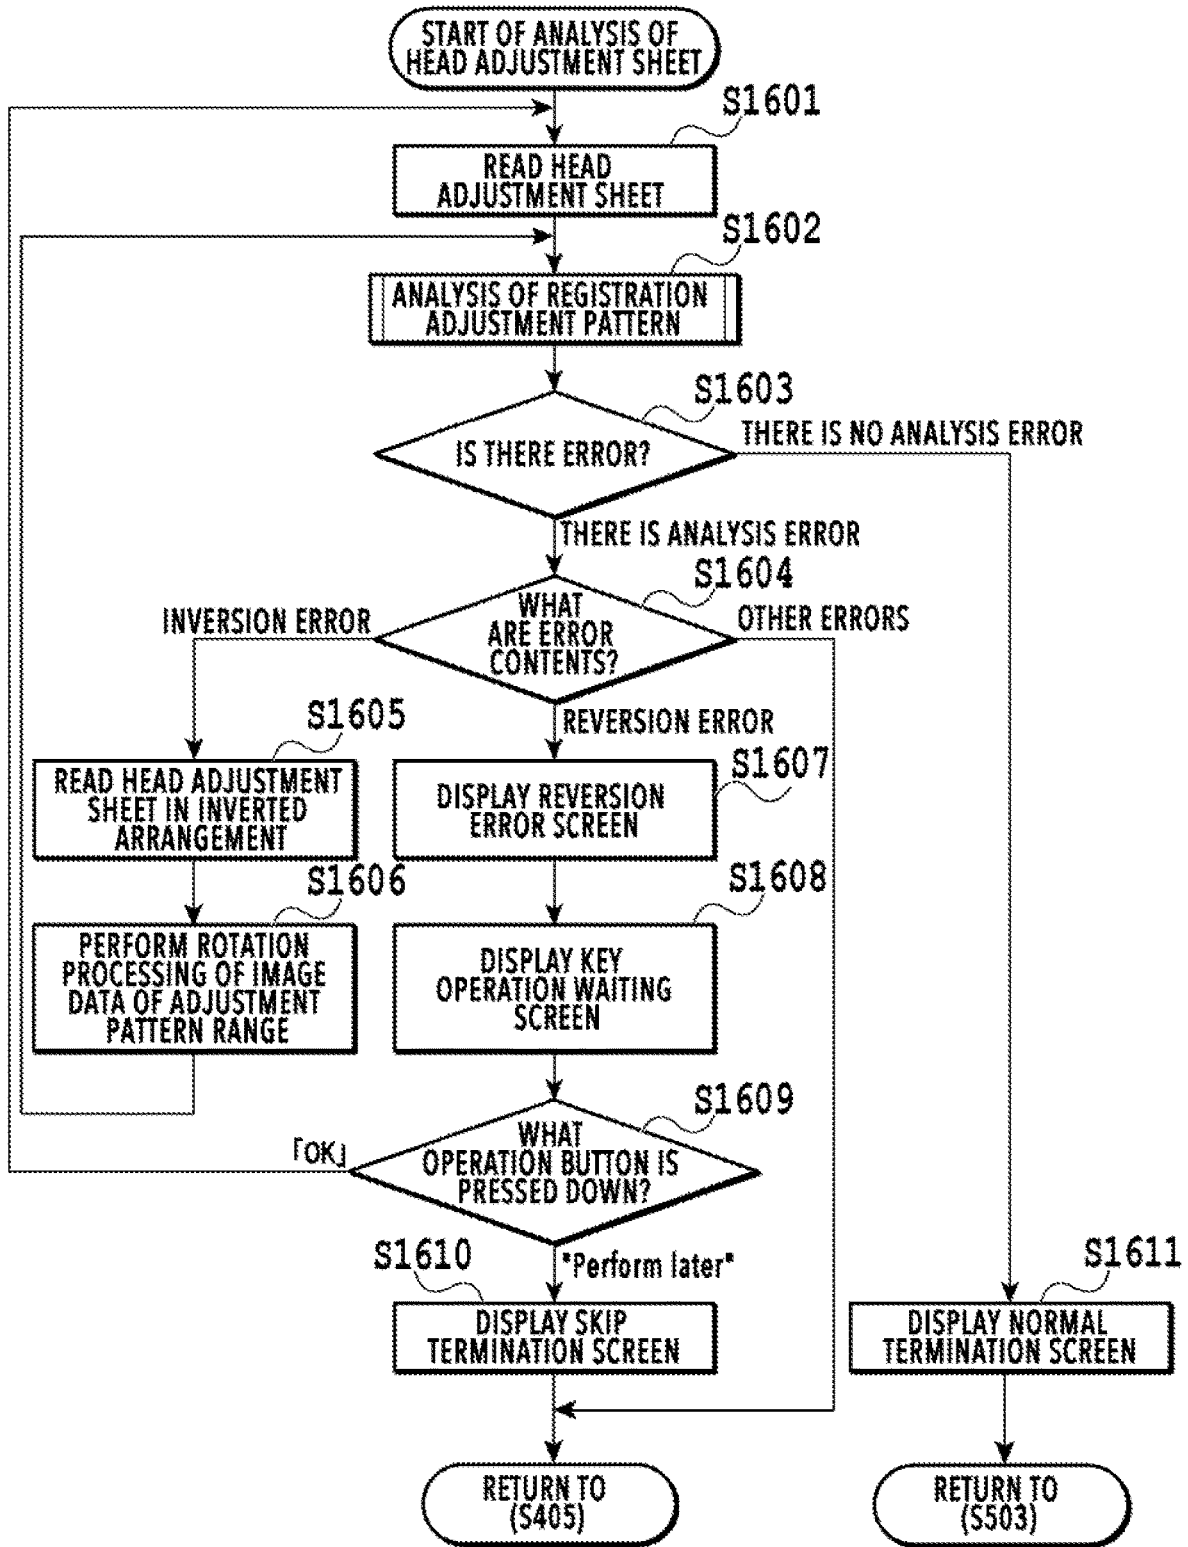 START OF ANALYSIS OF
HEAD ADJUSTMENT SHEET
S1601
READ HEAD
ADJUSTMENT SHEET
S1602
ANALYSIS OF REGISTRATION
ADJUSTMENT PATTERN
S1603
IS THERE ERROR?
THERE IS NO ANALYSIS ERROR
THERE IS ANALYSIS ERROR
S1604
WHAT
ARE ERROR
CONTENTS?
INVERSION ERROR
OTHER ERRORS
REVERSION ERROR
S1605
READ HEAD ADJUSTMENT
SHEET IN INVERTED
ARRANGEMENT
S1606
PERFORM ROTATION
PROCESSING OF IMAGE
DATA OF ADJUSTMENT
PATTERN RANGE
S1607
DISPLAY REVERSION
ERROR SCREEN
S1608
DISPLAY KEY
OPERATION WAITING
SCREEN
S1609
WHAT
OPERATION BUTTON IS
PRESSED DOWN?
「OK」
"Perform later"
S1610
DISPLAY SKIP
TERMINATION SCREEN
S1611
DISPLAY NORMAL
TERMINATION SCREEN
RETURN TO
(S405)
RETURN TO
(S503)